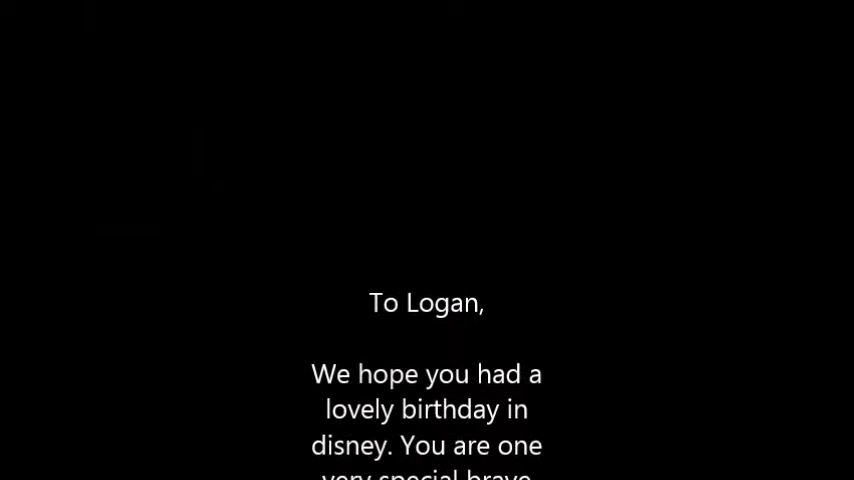 To Logan,
We hope you had a
lovely birthday in
disney. You are one
very special brave